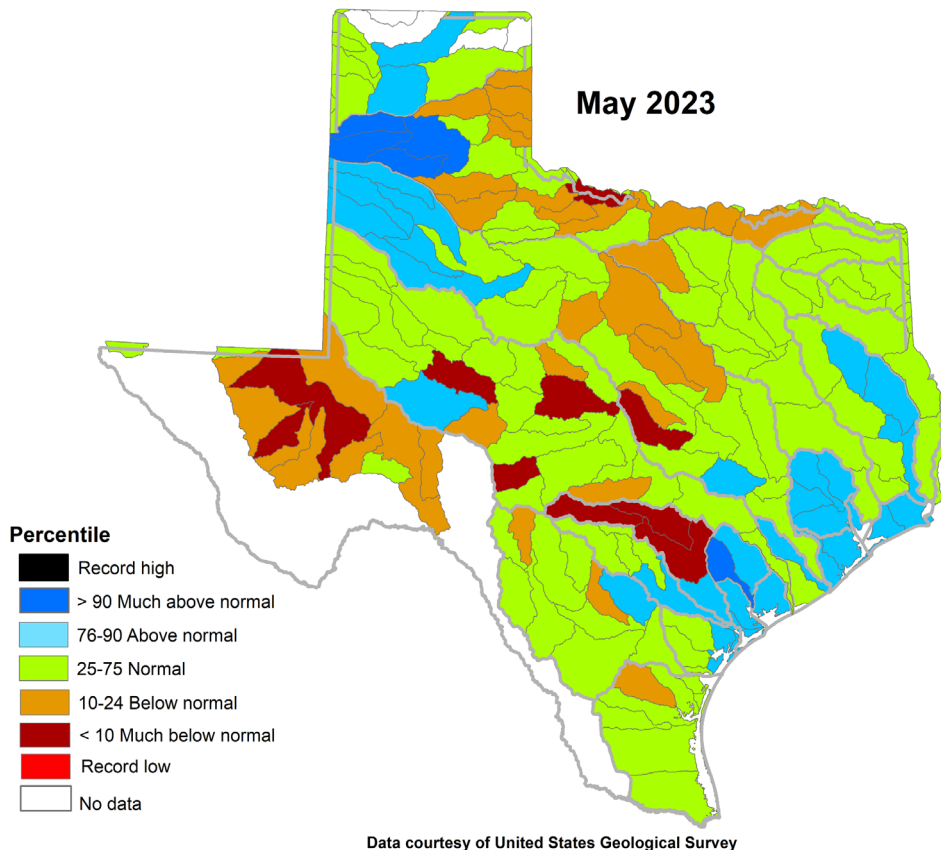 May 2023
Percentile
Record high
> 90 Much above normal
76-90 Above normal
25-75 Normal
10-24 Below normal
< 10 Much below normal
Record low
No data
Data courtesy of United States Geological Survey